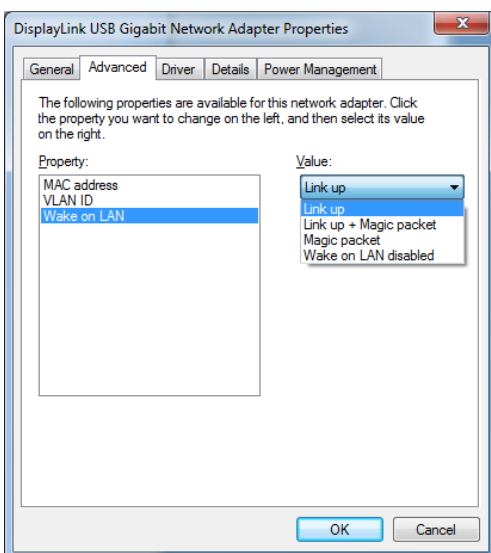 DisplayLink USB Gigabit Network Adapter Properties
General Advanced Driver Details Power Management
The following properties are available for this network adapter. Click
the property you want to change on the left, and then select its value
on the right.
Property: Value:
MAC address
VLAN ID
Wake on LAN
Link up
Link up
Link up + Magic packet
Magic packet
Wake on LAN disabled
OK Cancel